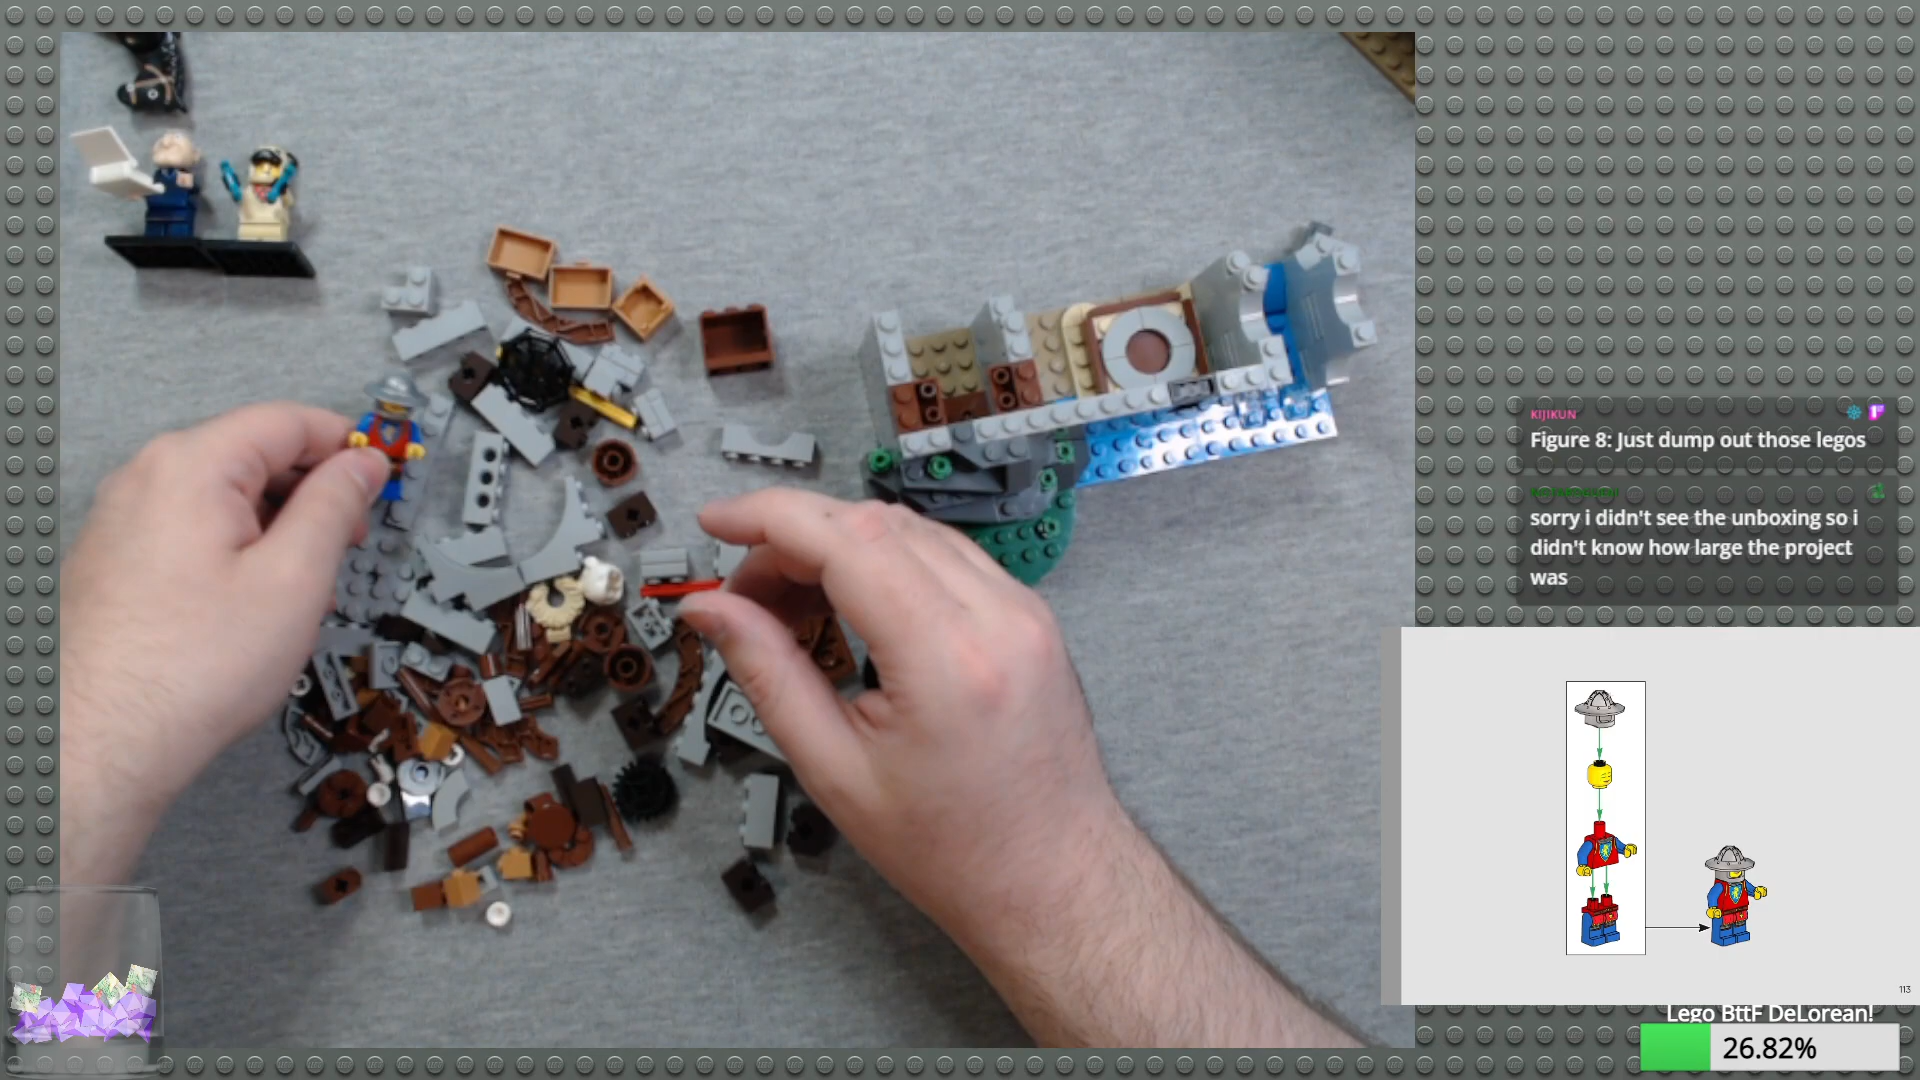 KIJIKUN
Figure 8: Just dump out those legos
sorry i didn't see the unboxing so i
didn't know how large the project
was
113
Lego BttF DeLorean!
26.82%